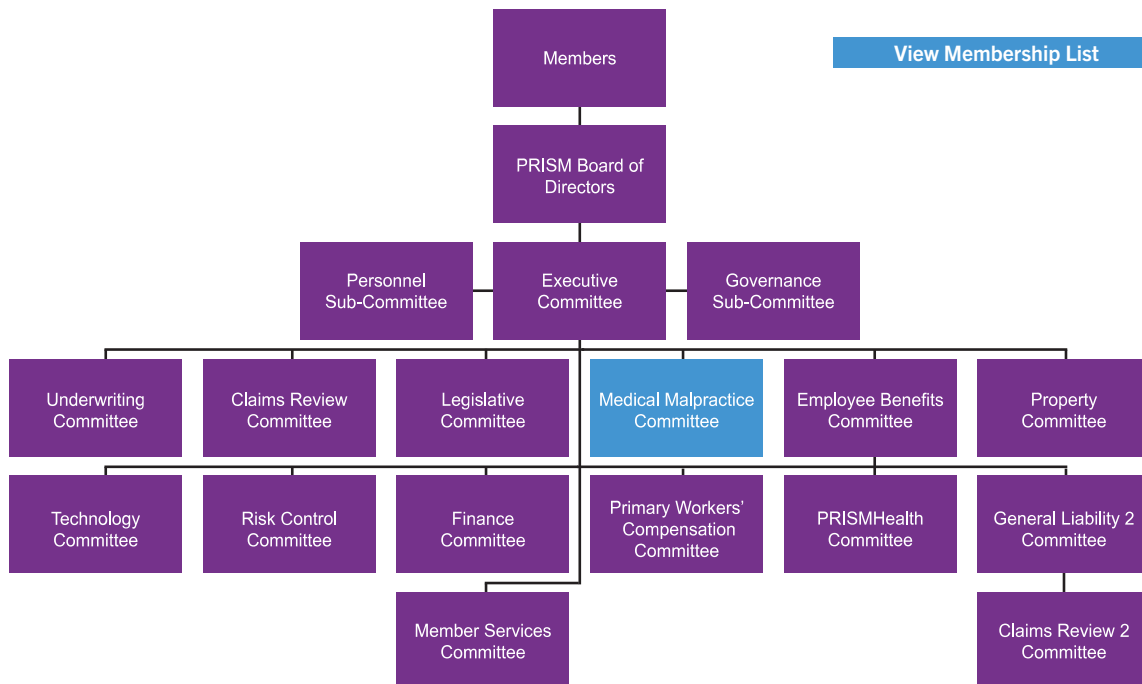 Members
View Membership List
PRISM Board of
Directors
Personnel
Sub-Committee
Executive
Committee
Governance
Sub-Committee
Underwriting
Committee
Claims Review
Committee
Legislative
Committee
Medical Malpractice
Committee
Employee Benefits
Committee
Property
Committee
Technology
Committee
Risk Control
Committee
Finance
Committee
Primary Workers’
Compensation
Committee
PRISMHealth
Committee
General Liability 2
Committee
Member Services
Committee
Claims Review 2
Committee